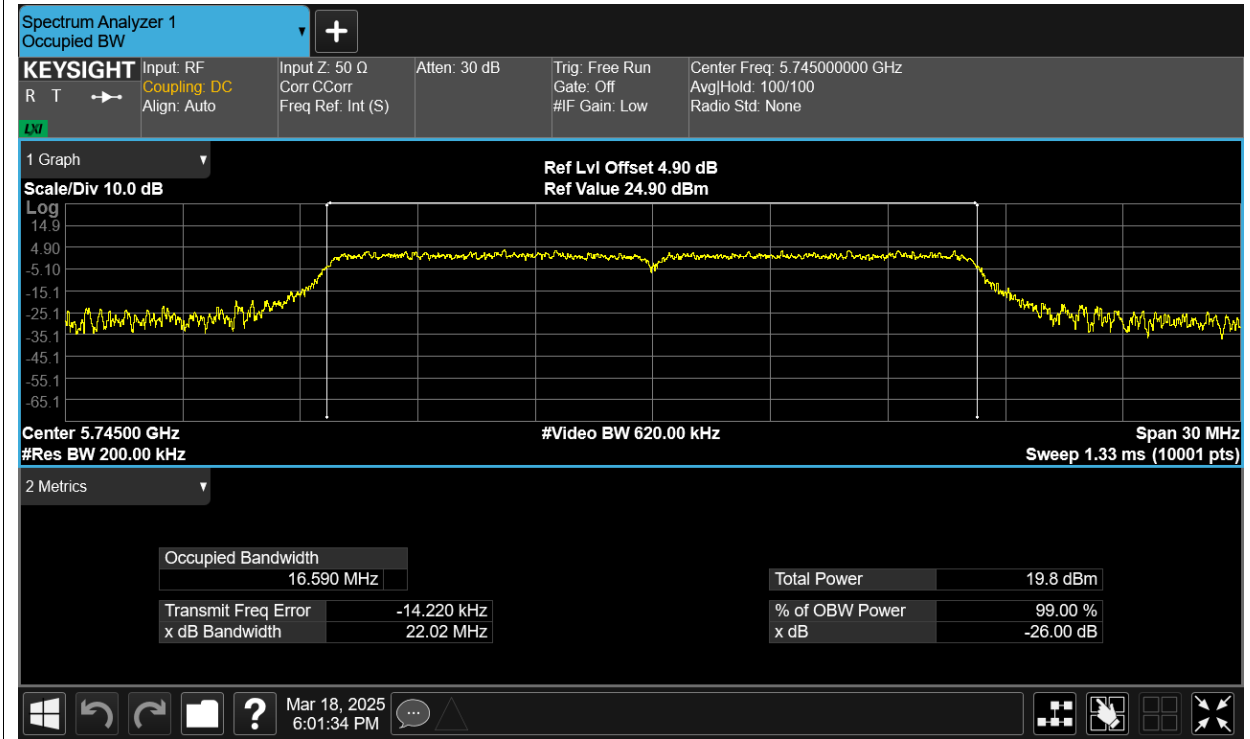 Spectrum Analyzer 1
Occupied BW
KEYSIGHT
R T
LXI
Input: RF
Coupling: DC
Align: Auto
Input Z: 50 Ω
Corr CCorr
Freq Ref: Int (S)
Atten: 30 dB
Trig: Free Run
Gate: Off
#IF Gain: Low
Center Freq: 5.745000000 GHz
Avg|Hold: 100/100
Radio Std: None
1 Graph
Scale/Div 10.0 dB
Ref Lvl Offset 4.90 dB
Ref Value 24.90 dBm
Log
14.9
4.90
-5.10
-15.1
-25.1
-35.1
-45.1
-55.1
-65.1
Center 5.74500 GHz
#Res BW 200.00 kHz
#Video BW 620.00 kHz
Span 30 MHz
Sweep 1.33 ms (10001 pts)
2 Metrics
Occupied Bandwidth
16.590 MHz
Transmit Freq Error -14.220 kHz
x dB Bandwidth 22.02 MHz
Total Power 19.8 dBm
% of OBW Power 99.00 %
x dB -26.00 dB
?
Mar 18, 2025
6:01:34 PM